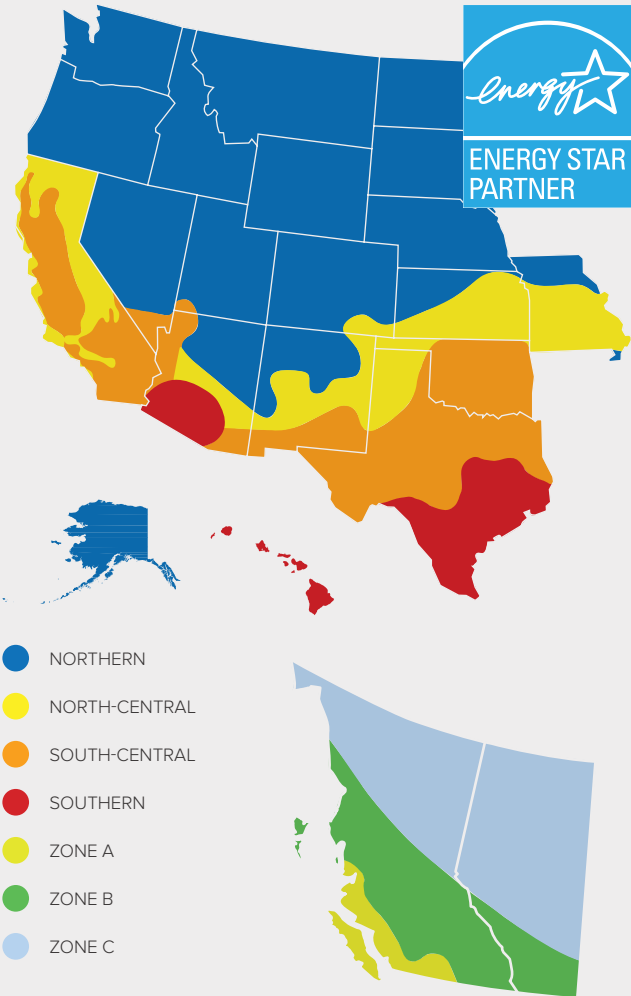 energy
ENERGY STAR
PARTNER
NORTHERN
NORTH-CENTRAL
SOUTH-CENTRAL
SOUTHERN
ZONE A
ZONE B
ZONE C